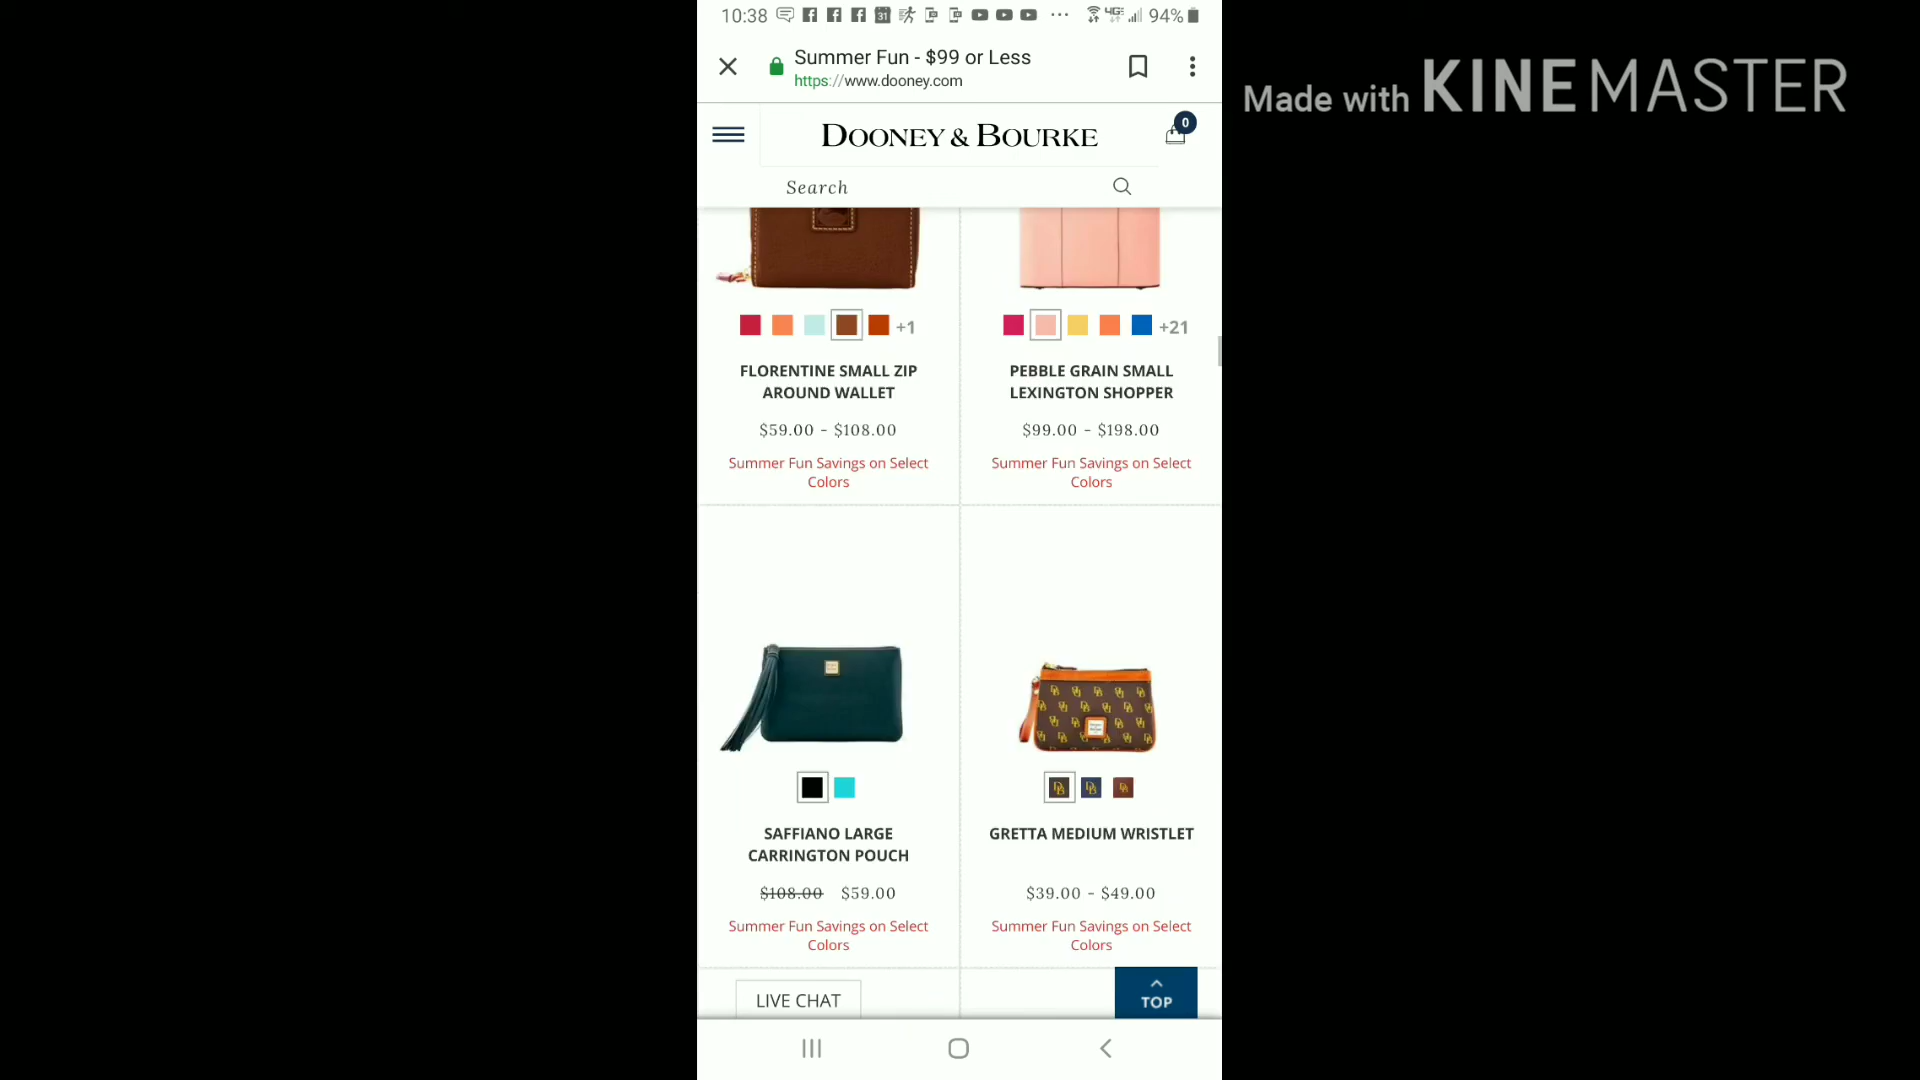 10:38
31
4G
94%
Summer Fun - $99 or Less
https://www.dooney.com
Made with KINEMASTER
DOONEY & BOURKE
0
Search
+1
+21
FLORENTINE SMALL ZIP
AROUND WALLET
PEBBLE GRAIN SMALL
LEXINGTON SHOPPER
$59.00 - $108.00
$99.00 - $198.00
Summer Fun Savings on Select
Colors
Summer Fun Savings on Select
Colors
SAFFIANO LARGE
CARRINGTON POUCH
GRETTA MEDIUM WRISTLET
$108.00 $59.00
$39.00 - $49.00
Summer Fun Savings on Select
Colors
Summer Fun Savings on Select
Colors
LIVE CHAT
TOP